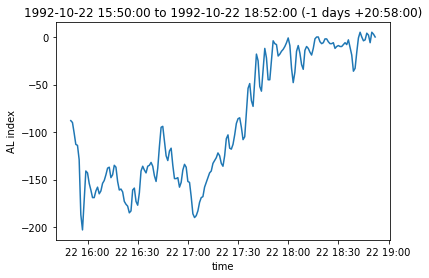 1992-10-22 15:50:00 to 1992-10-22 18:52:00 (-1 days +20:58:00)
0
−50
−100
−150
−200
AL index
22 16:00 22 16:30 22 17:00 22 17:30 22 18:00 22 18:30 22 19:00
time